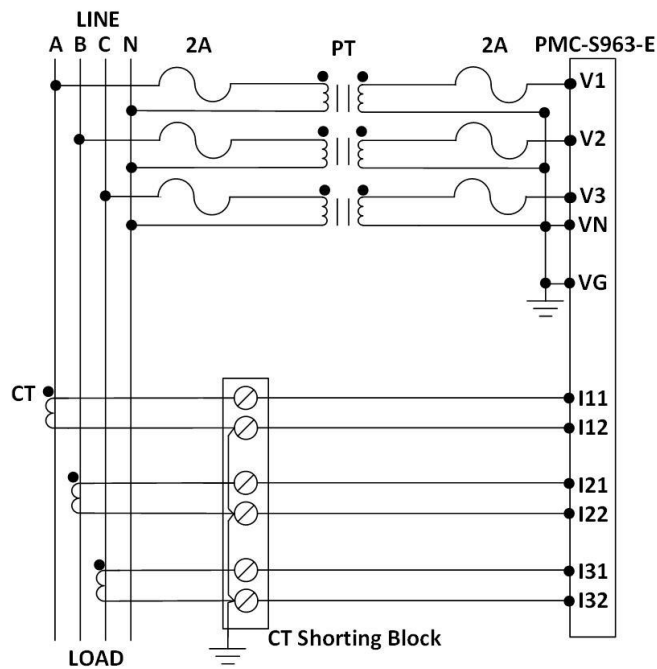 LINE
A B C N 2A PT 2A PMC-S963-E
V1
V2
V3
VN
VG
CT
I11
I12
I21
I22
I31
I32
CT Shorting Block
LOAD